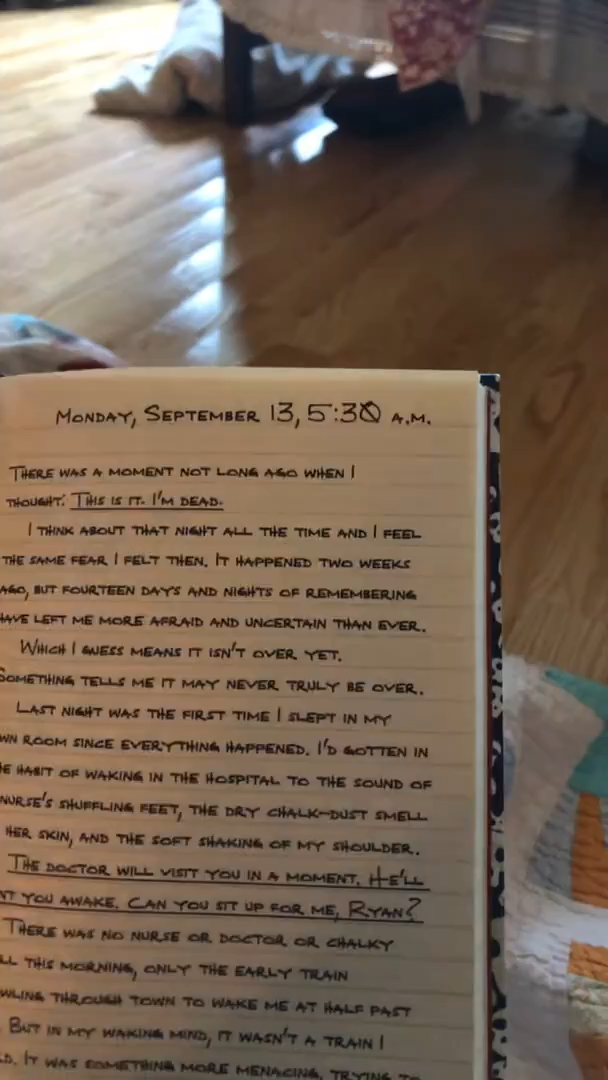 MONDAY, SEPTEMBER 13, 5:30 A.M.
THERE WAS A MOMENT NOT LONG AGO WHEN I
THOUGHT: THIS IS IT. I'M DEAD.
I THINK ABOUT THAT NIGHT ALL THE TIME AND I FEEL
THE SAME FEAR I FELT THEN. IT HAPPENED TWO WEEKS
AGO, BUT FOURTEEN DAYS AND NIGHTS OF REMEMBERING
HAVE LEFT ME MORE AFRAID AND UNCERTAIN THAN EVER.
WHICH I GUESS MEANS IT ISN'T OVER YET.
SOMETHING TELLS ME IT MAY NEVER TRULY BE OVER.
LAST NIGHT WAS THE FIRST TIME I SLEPT IN MY
WN ROOM SINCE EVERYTHING HAPPENED. I'D GOTTEN IN
E HABIT OF WAKING IN THE HOSPITAL TO THE SOUND OF
NURSE'S SHUFFLING FEET, THE DRY CHALK-DUST SMELL
HER SKIN, AND THE SOFT SHAKING OF MY SHOULDER.
THE DOCTOR WILL VISIT YOU IN A MOMENT. HE'LL
NT YOU AWAKE. CAN YOU SIT UP FOR ME, RYAN?
THERE WAS NO NURSE OR DOCTOR OR CHALKY
LL THIS MORNING, ONLY THE EARLY TRAIN
WLING THROUGH TOWN TO WAKE ME AT HALF PAST
BUT IN MY WAKING MIND, IT WASN'T A TRAIN I
D. IT WAS SOMETHING MORE MENACING, TRYING TO